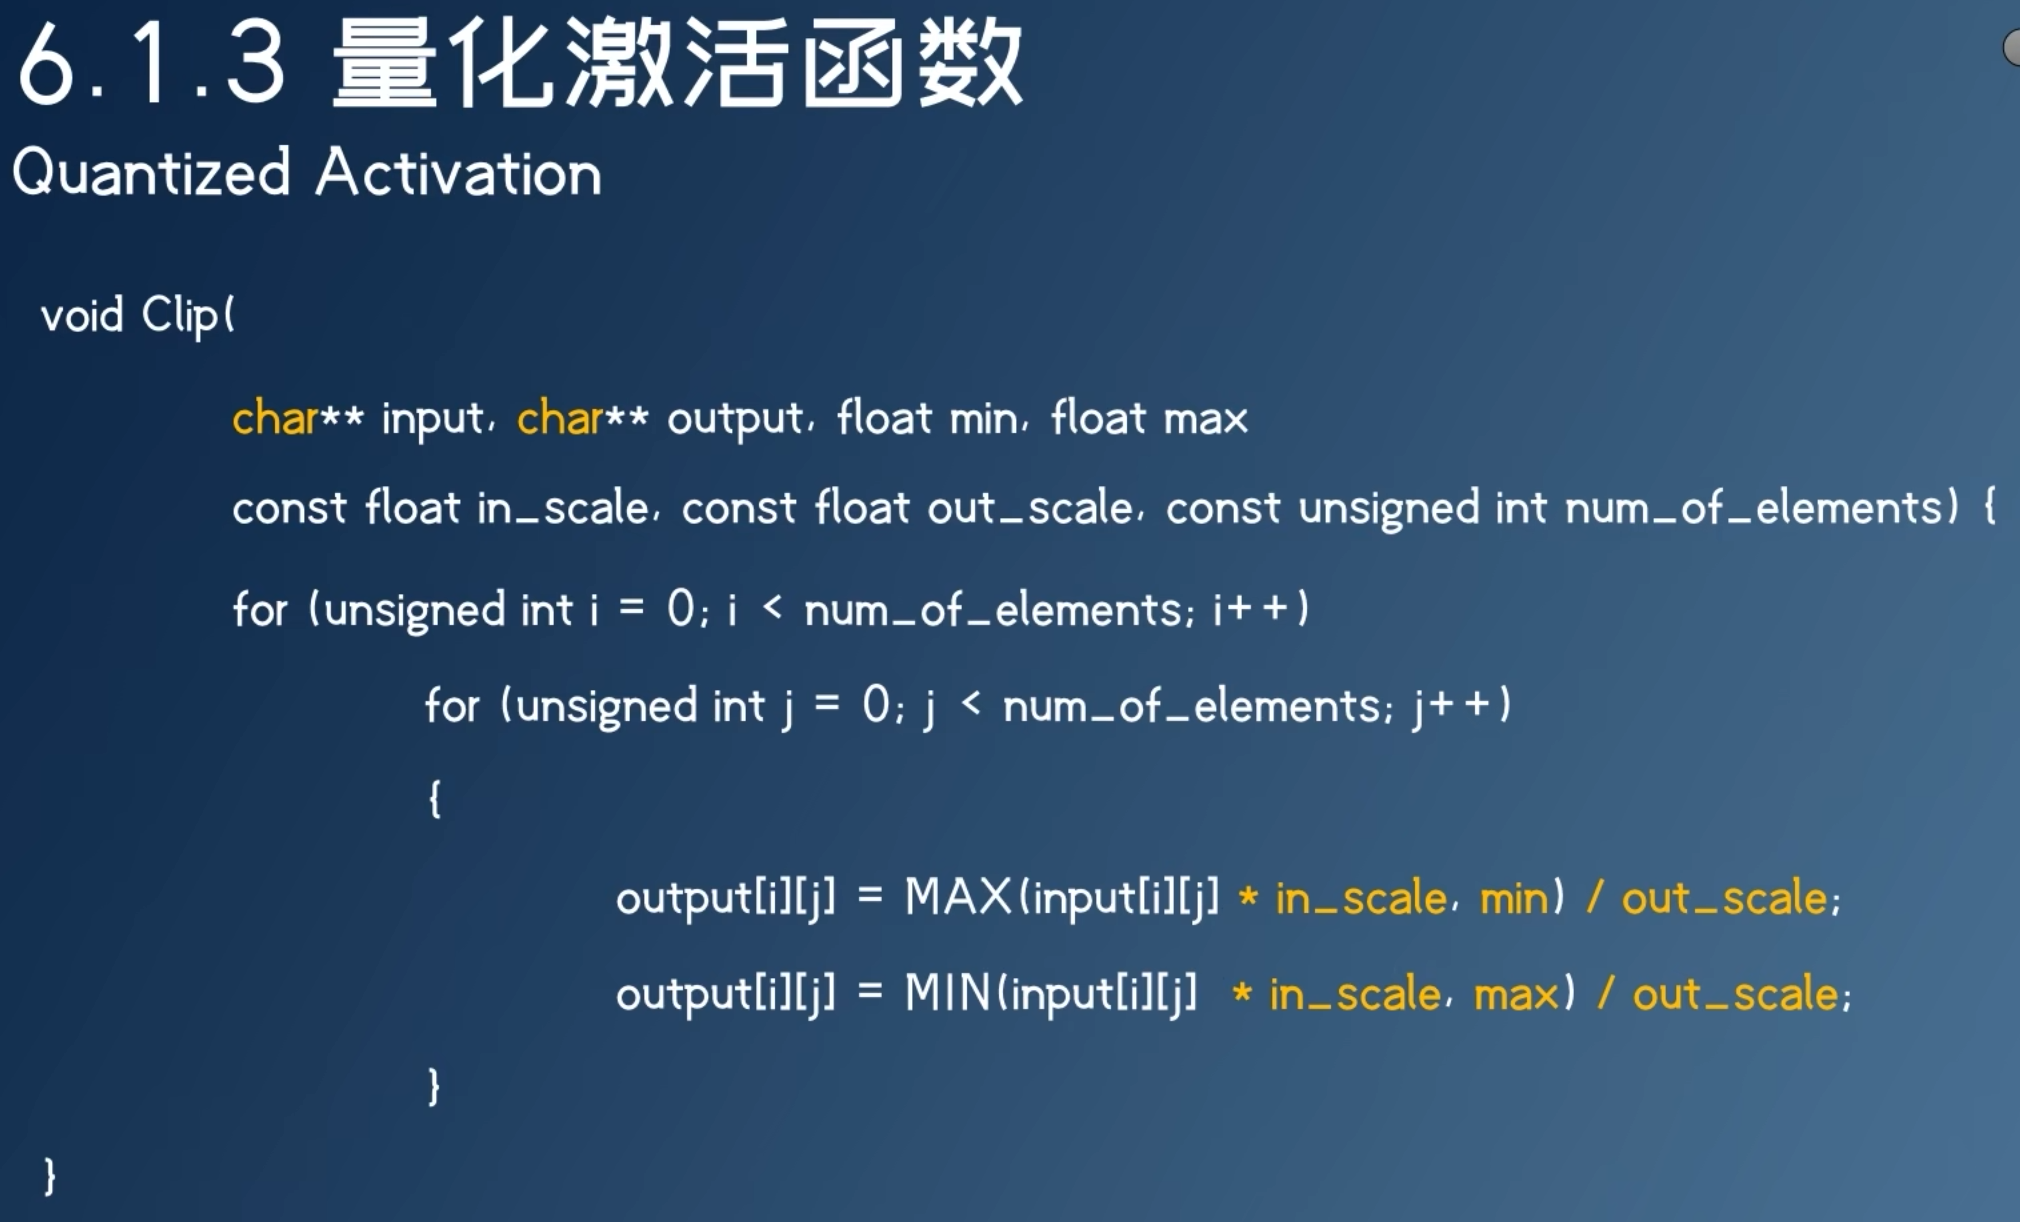 6.1.3 量化激活函数
Quantized Activation
void Clip(
char** input, char** output, float min, float max
const float in_scale, const float out_scale, const unsigned int num_of_elements) {
for (unsigned int i = 0; i < num_of_elements; i++)
for (unsigned int j = 0; j < num_of_elements; j++)
{
output[i][j] = MAX(input[i][j] * in_scale, min) / out_scale;
output[i][j] = MIN(input[i][j] * in_scale, max) / out_scale;
}
}